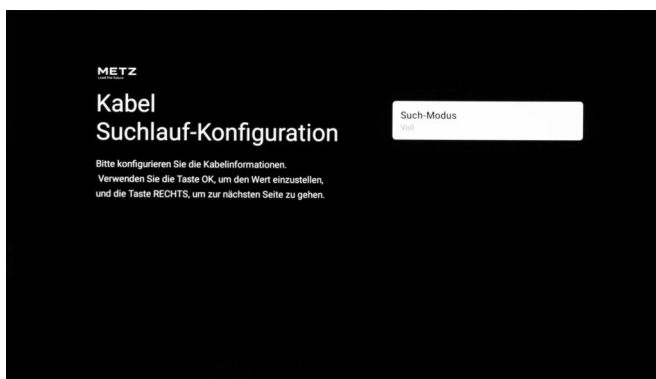 METZ
Lead the future
Kabel
Suchlauf-Konfiguration
Bitte konfigurieren Sie die Kabelinformationen.
Verwenden Sie die Taste OK, um den Wert einzustellen,
und die Taste RECHTS, um zur nächsten Seite zu gehen.
Such-Modus
Voll